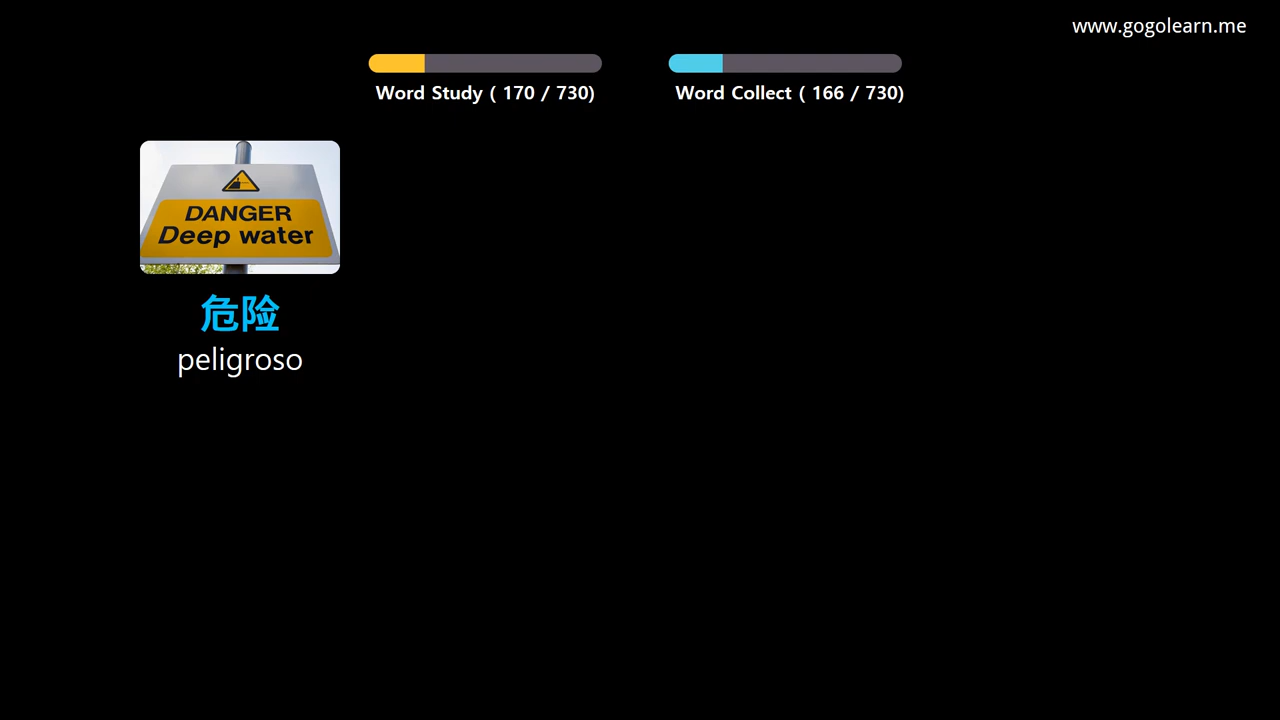 www.gogolearn.me
Word Study ( 170 / 730)
Word Collect ( 166 / 730)
DANGER
Deep water
危险
peligroso